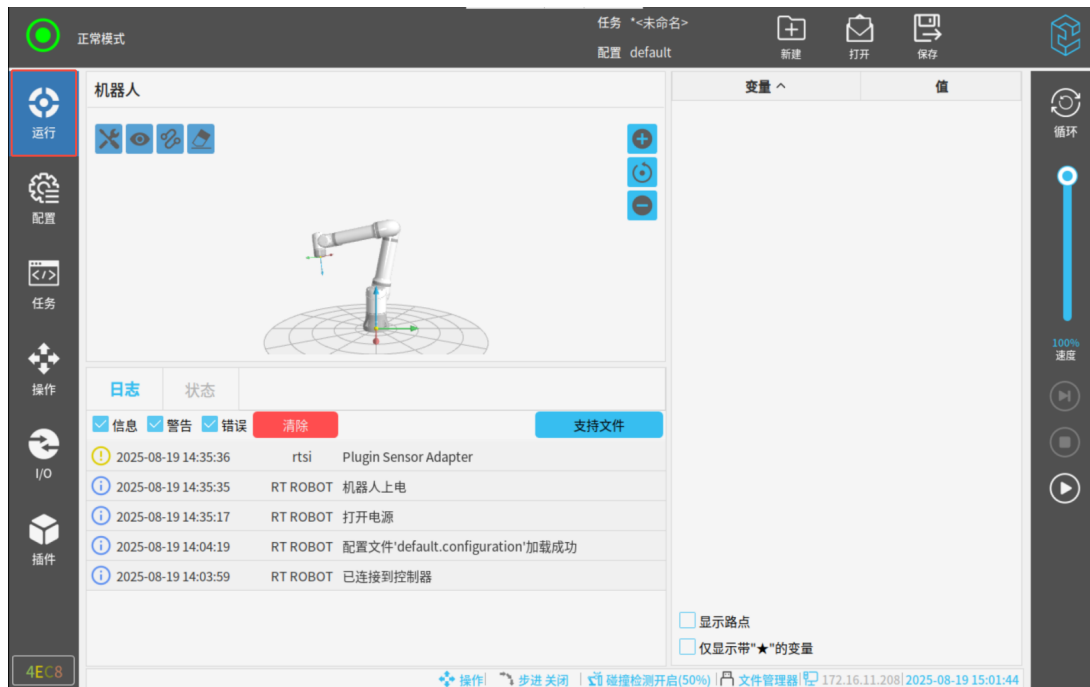 正常模式
任务 *<未命名>
配置 default
新建
打开
保存
运行
配置
任务
操作
I/O
插件
4EC8
机器人
日志 状态
信息 警告 错误 清除 支持文件
2025-08-19 14:35:36 rtsi Plugin Sensor Adapter
2025-08-19 14:35:35 RT ROBOT 机器人上电
2025-08-19 14:35:17 RT ROBOT 打开电源
2025-08-19 14:04:19 RT ROBOT 配置文件'default.configuration'加载成功
2025-08-19 14:03:59 RT ROBOT 已连接到控制器
变量 值
显示路点
仅显示带"★"的变量
循环
100%
速度
操作 步进 关闭 碰撞检测开启(50%) 文件管理器 172.16.11.208 2025-08-19 15:01:44